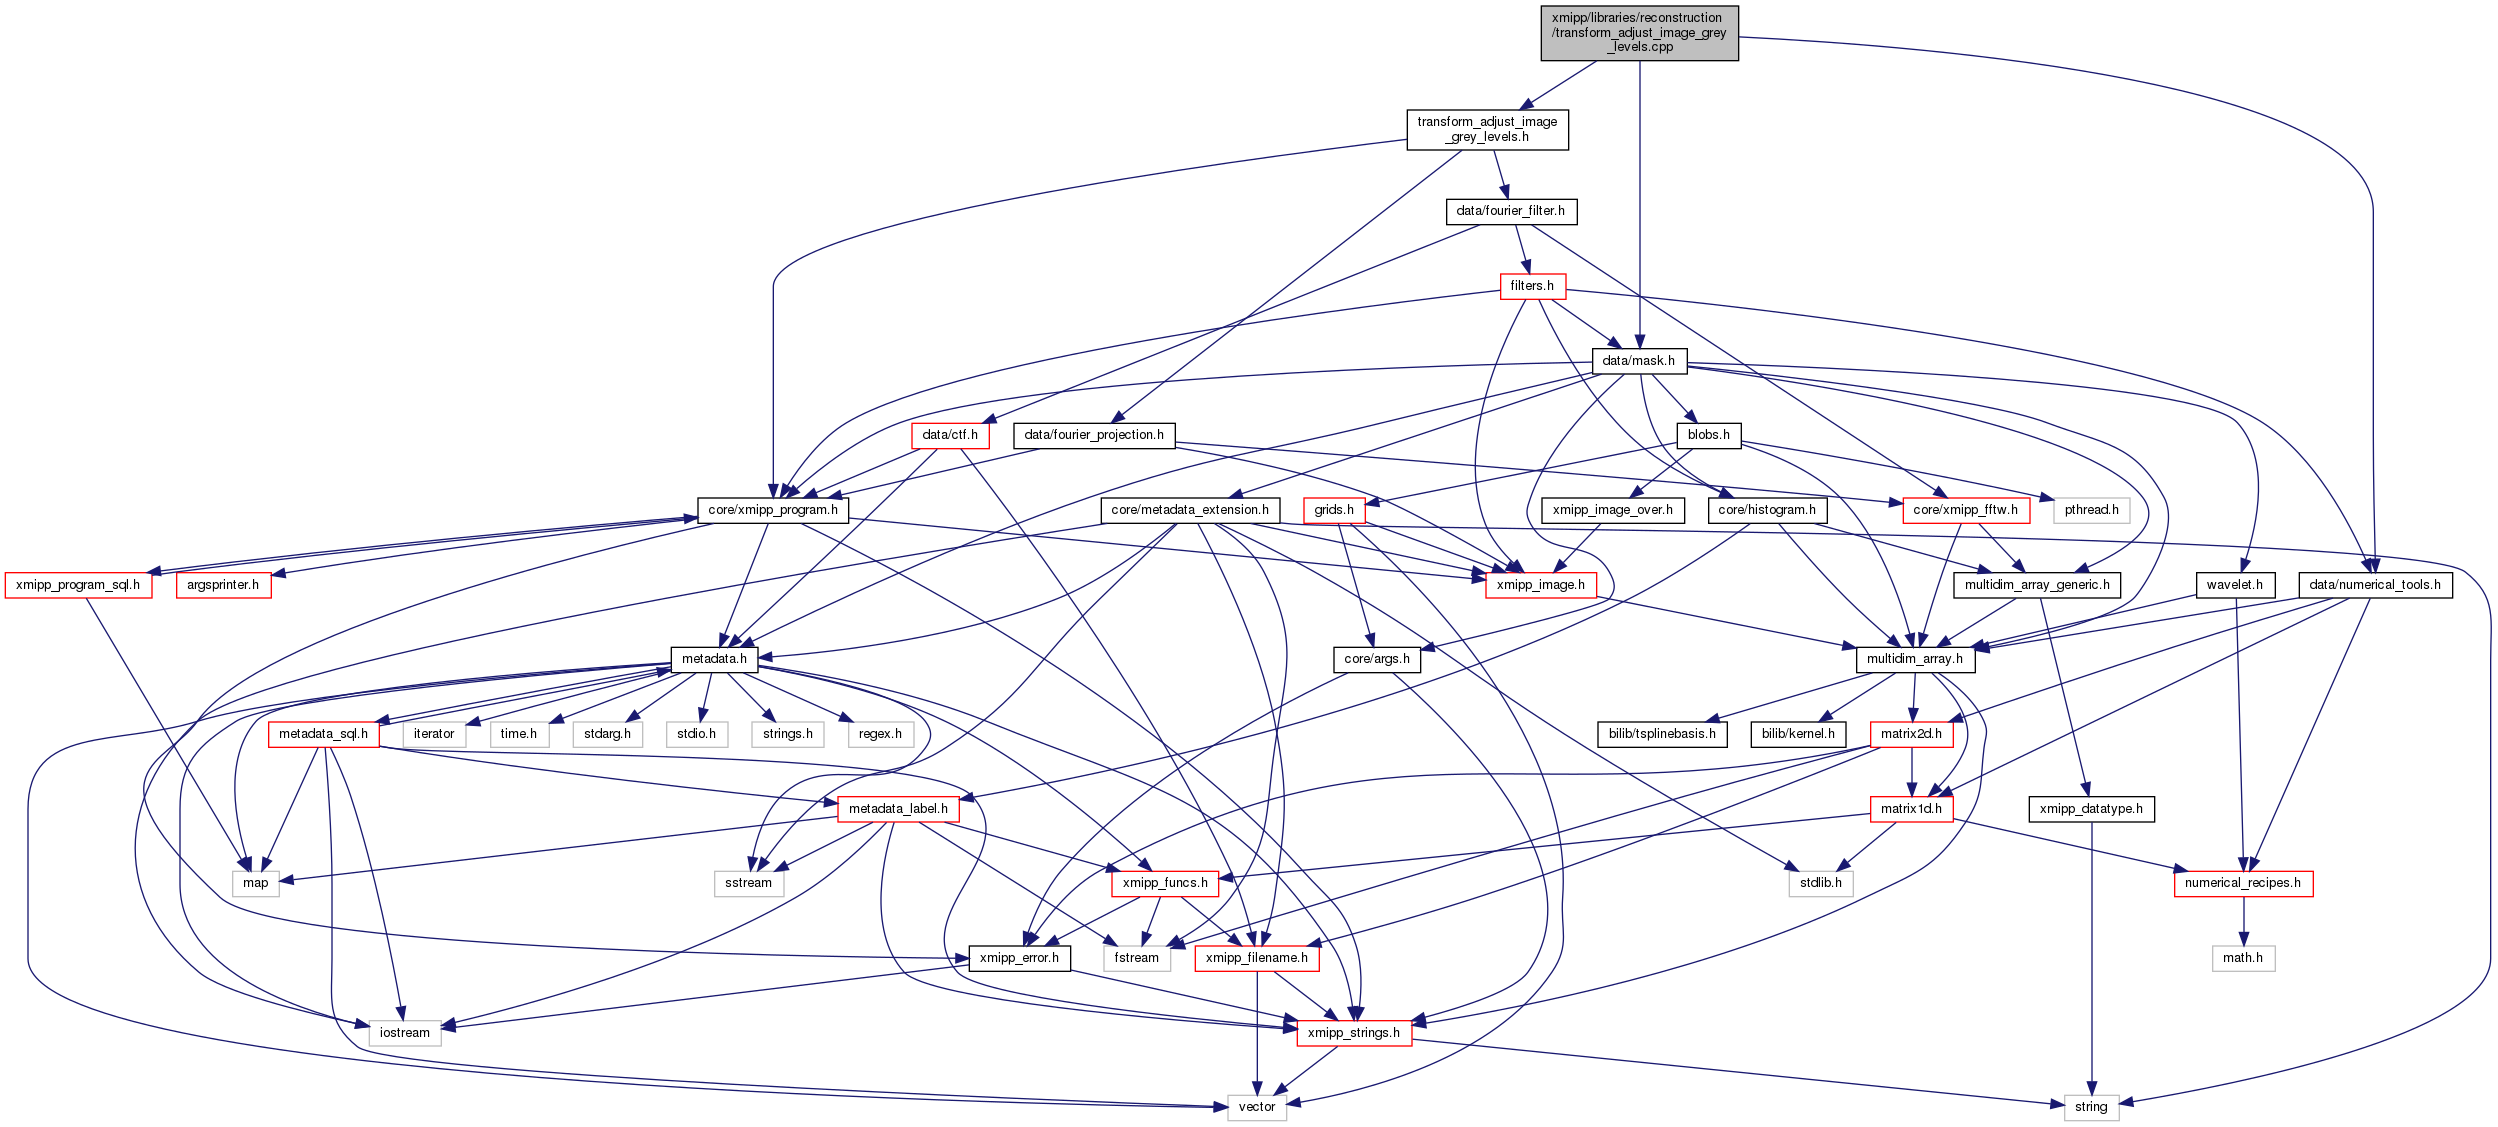 xmipp/libraries/reconstruction
/transform_adjust_image_grey
_levels.cpp
transform_adjust_image
_grey_levels.h
data/fourier_filter.h
filters.h
data/mask.h
data/ctf.h
data/fourier_projection.h
blobs.h
core/xmipp_program.h
core/metadata_extension.h
grids.h
xmipp_image_over.h
core/histogram.h
core/xmipp_fftw.h
pthread.h
xmipp_program_sql.h
argsprinter.h
xmipp_image.h
multidim_array_generic.h
wavelet.h
data/numerical_tools.h
metadata.h
core/args.h
multidim_array.h
metadata_sql.h
iterator
time.h
stdarg.h
stdio.h
strings.h
regex.h
bilib/tsplinebasis.h
bilib/kernel.h
matrix2d.h
metadata_label.h
matrix1d.h
xmipp_datatype.h
map
sstream
xmipp_funcs.h
stdlib.h
numerical_recipes.h
xmipp_error.h
fstream
xmipp_filename.h
math.h
iostream
xmipp_strings.h
vector
string